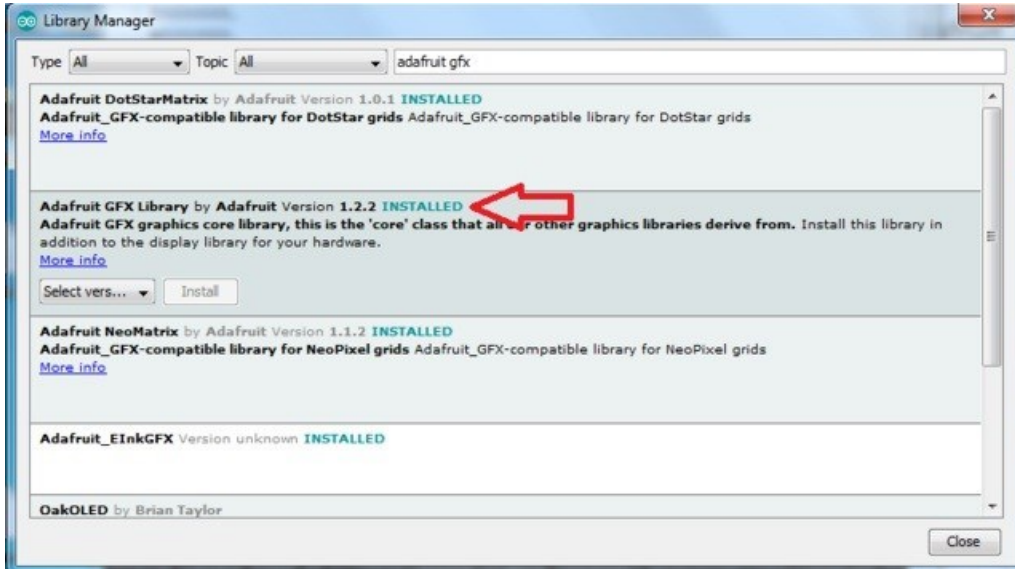 Library Manager
Type All Topic All adafruit gfx
Adafruit DotStarMatrix by Adafruit Version 1.0.1 INSTALLED
Adafruit_GFX-compatible library for DotStar grids Adafruit_GFX-compatible library for DotStar grids
More info
Adafruit GFX Library by Adafruit Version 1.2.2 INSTALLED
Adafruit GFX graphics core library, this is the 'core' class that all our other graphics libraries derive from. Install this library in
addition to the display library for your hardware.
More info
Select vers... Install
Adafruit NeoMatrix by Adafruit Version 1.1.2 INSTALLED
Adafruit_GFX-compatible library for NeoPixel grids Adafruit_GFX-compatible library for NeoPixel grids
More info
Adafruit_EInkGFX Version unknown INSTALLED
OakOLED by Brian Taylor
Close